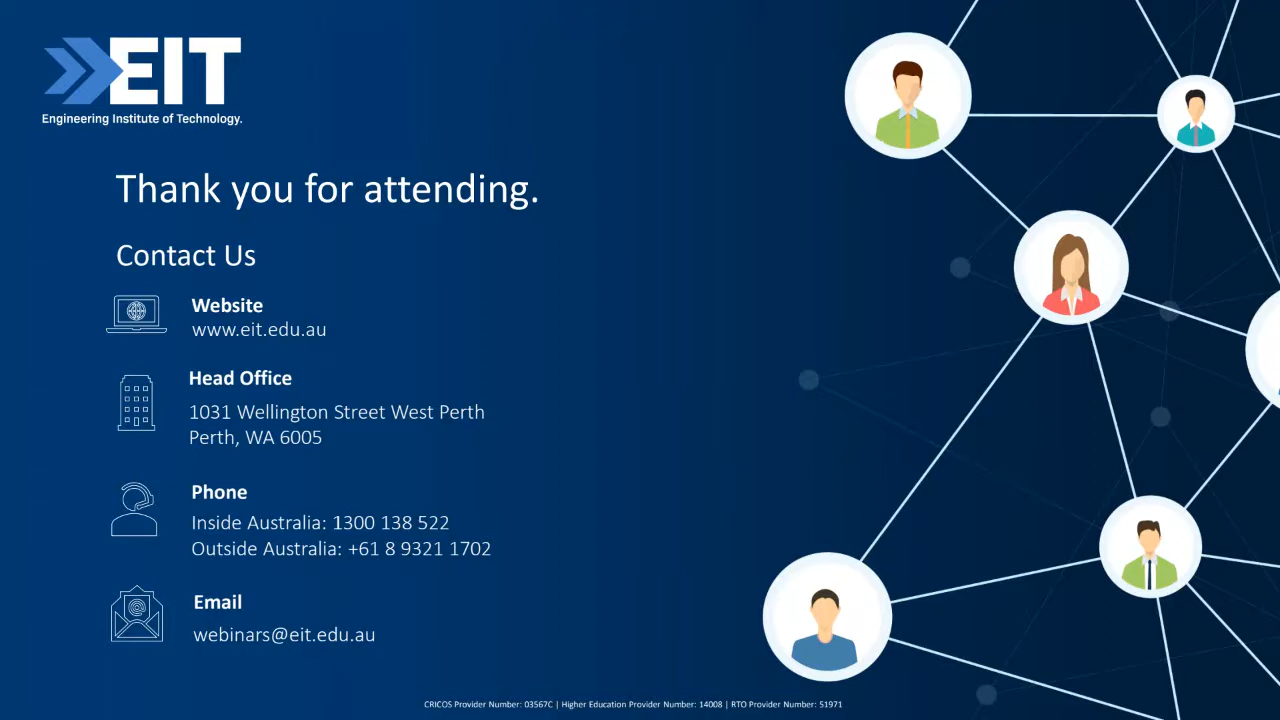 EIT
Engineering Institute of Technology.
Thank you for attending.
Contact Us
Website
www.eit.edu.au
Head Office
1031 Wellington Street West Perth
Perth, WA 6005
Phone
Inside Australia: 1300 138 522
Outside Australia: +61 8 9321 1702
Email
webinars@eit.edu.au
CRICOS Provider Number: 03567C | Higher Education Provider Number: 14008 | RTO Provider Number: 51971